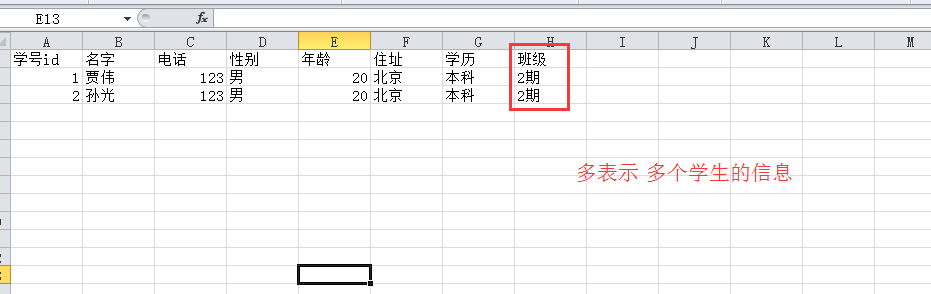 E13 fx
A B C D E F G H I J K L M
学号id 名字 电话 性别 年龄 住址 学历 班级
1 贾伟 123 男 20 北京 本科 2期
2 孙光 123 男 20 北京 本科 2期
多表示 多个学生的信息